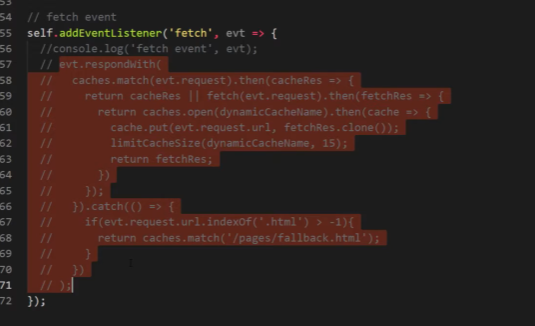 53
54 // fetch event
55 self.addEventListener('fetch', evt => {
56   //console.log('fetch event', evt);
57   // evt.respondWith(
58   //   caches.match(evt.request).then(cacheRes => {
59   //     return cacheRes || fetch(evt.request).then(fetchRes => {
60   //       return caches.open(dynamicCacheName).then(cache => {
61   //         cache.put(evt.request.url, fetchRes.clone());
62   //         limitCacheSize(dynamicCacheName, 15);
63   //         return fetchRes;
64   //       })
65   //     });
66   //   }).catch(() => {
67   //     if(evt.request.url.indexOf('.html') > -1){
68   //       return caches.match('/pages/fallback.html');
69   //     }
70   //   })
71   // );
72 });